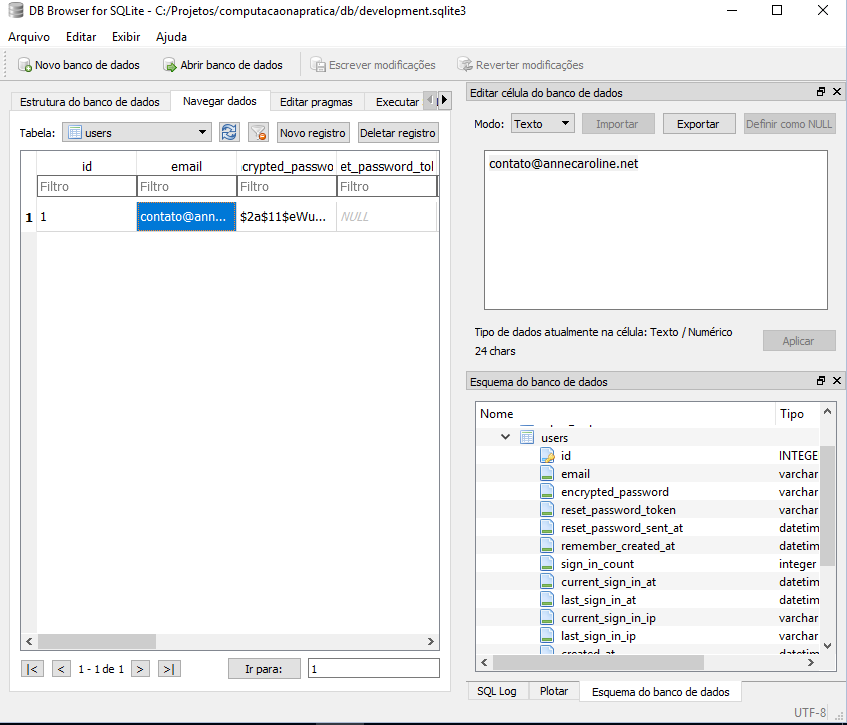 DB Browser for SQLite - C:/Projetos/computacaonapratica/db/development.sqlite3
Arquivo Editar Exibir Ajuda
Novo banco de dados Abrir banco de dados Escrever modificações Reverter modificações
Estrutura do banco de dados Navegar dados Editar pragmas Executar
Tabela: users Novo registro Deletar registro
id email crypted_passwo et_password_tol
Filtro Filtro Filtro Filtro
1 1 contato@ann... $2a$11$eWu... NULL
|< < 1 - 1 de 1 > >| Ir para: 1
Editar célula do banco de dados
Modo: Texto Importar Exportar Definir como NULL
contato@annecaroline.net
Tipo de dados atualmente na célula: Texto / Numérico
24 chars
Aplicar
Esquema do banco de dados
Nome Tipo
users
id INTEGE
email varchar
encrypted_password varchar
reset_password_token varchar
reset_password_sent_at datetim
remember_created_at datetim
sign_in_count integer
current_sign_in_at datetim
last_sign_in_at datetim
current_sign_in_ip varchar
last_sign_in_ip varchar
created_at datetim
SQL Log Plotar Esquema do banco de dados
UTF-8